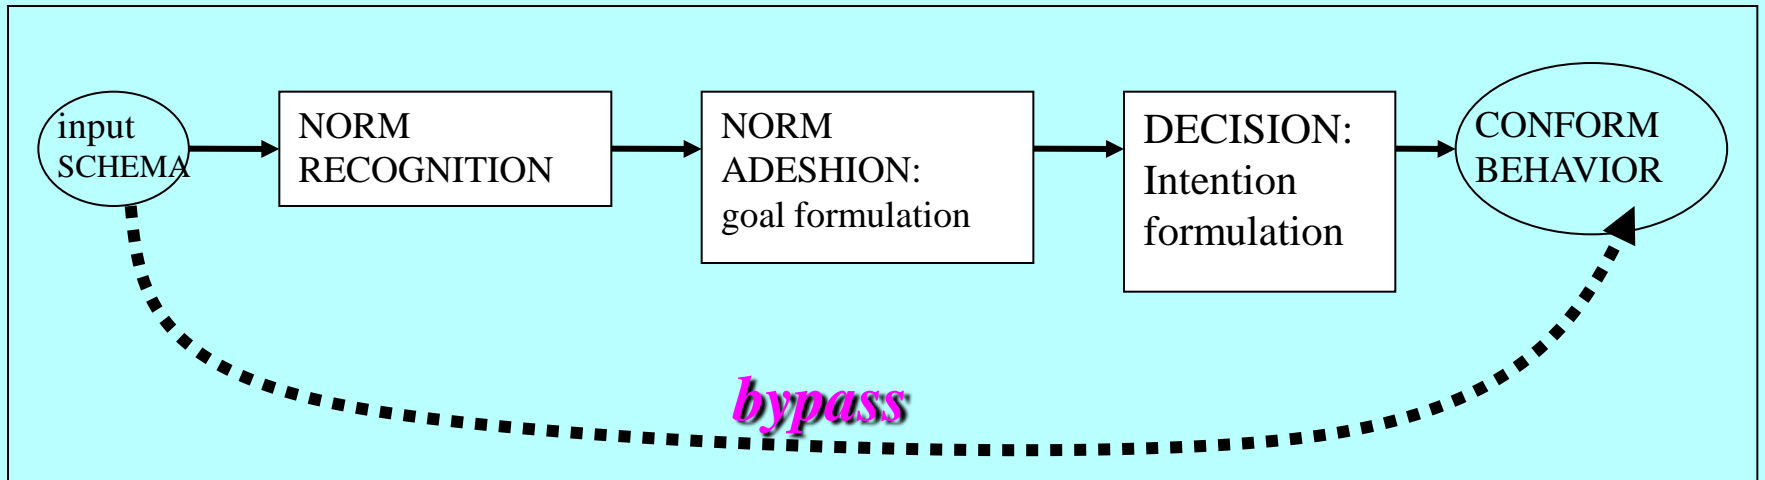 input
SCHEMA
NORM
RECOGNITION
NORM
ADESHION:
goal formulation
DECISION:
Intention
formulation
CONFORM
BEHAVIOR
bypass